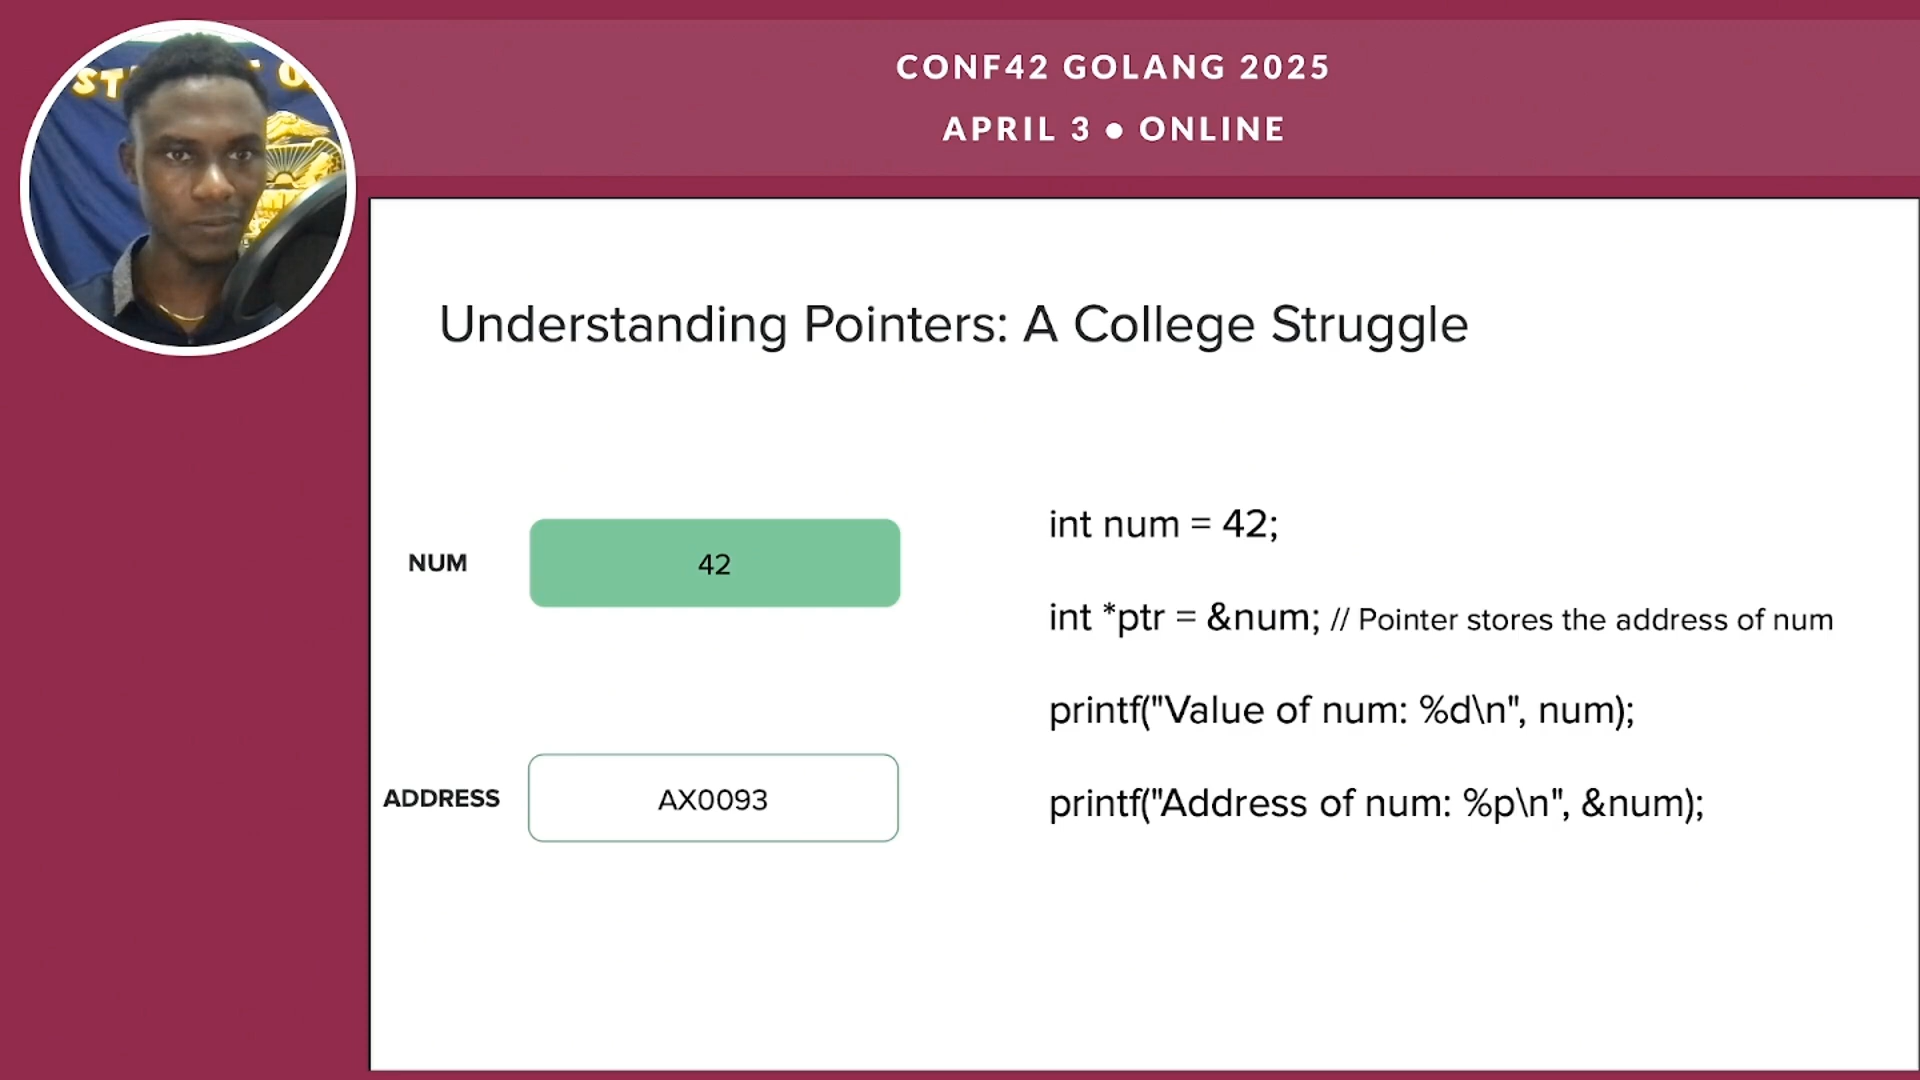 CONF42 GOLANG 2025
APRIL 3 ● ONLINE
Understanding Pointers: A College Struggle
NUM
42
ADDRESS
AX0093
int num = 42;
int *ptr = &num; // Pointer stores the address of num
printf("Value of num: %d\n", num);
printf("Address of num: %p\n", &num);